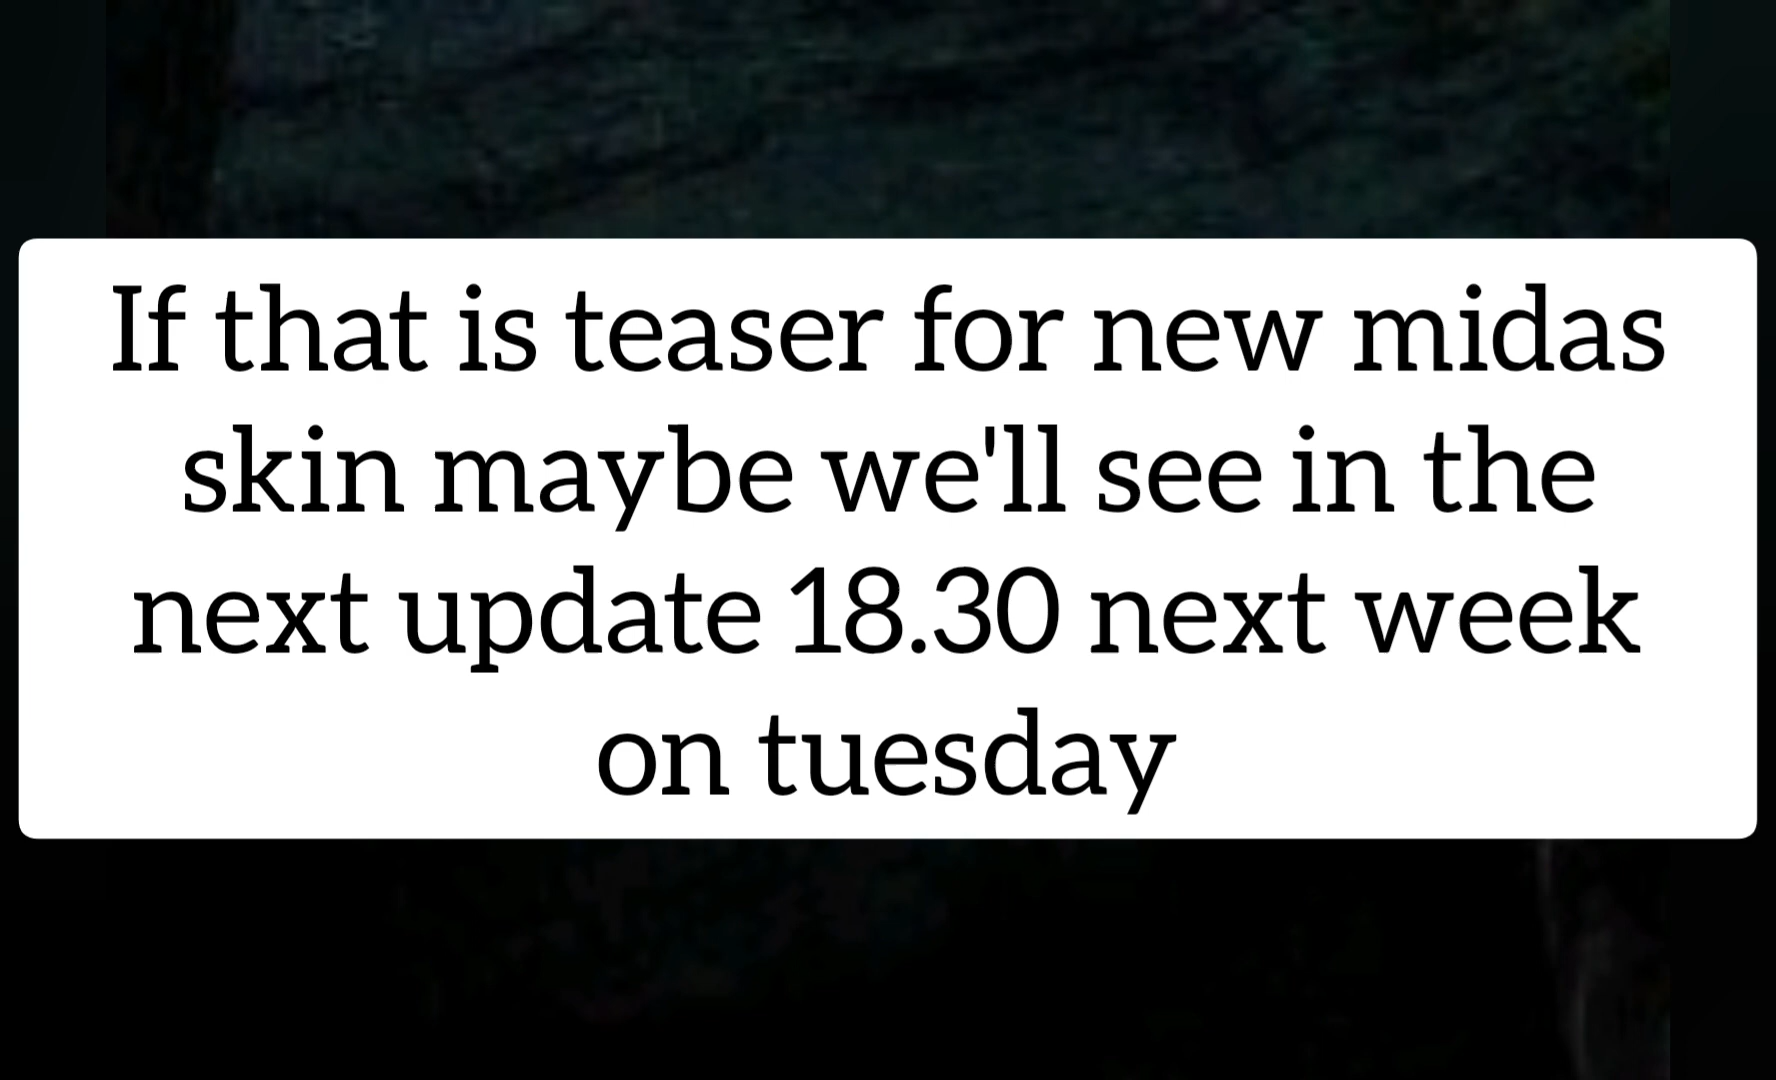 If that is teaser for new midas
skin maybe we'll see in the
next update 18.30 next week
on tuesday